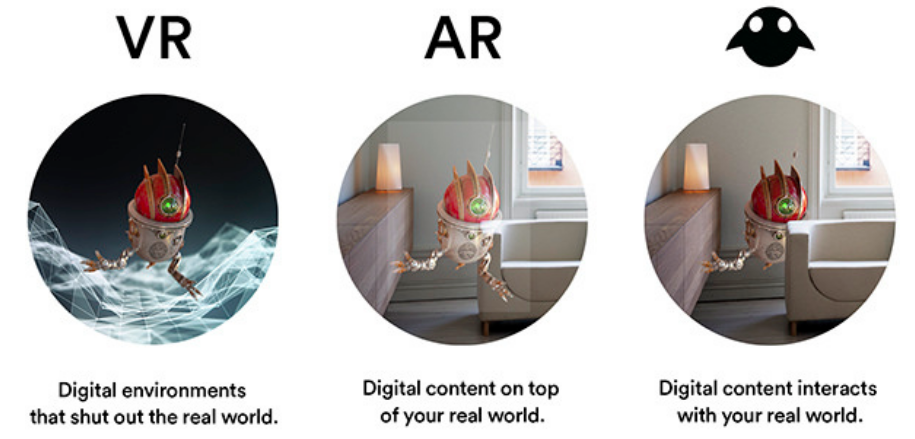 VR
AR
Digital environments
that shut out the real world.
Digital content on top
of your real world.
Digital content interacts
with your real world.